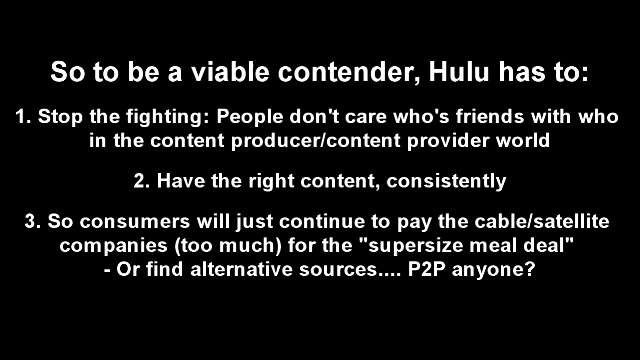 So to be a viable contender, Hulu has to:
1. Stop the fighting: People don't care who's friends with who
in the content producer/content provider world
2. Have the right content, consistently
3. So consumers will just continue to pay the cable/satellite
companies (too much) for the "supersize meal deal"
- Or find alternative sources.... P2P anyone?